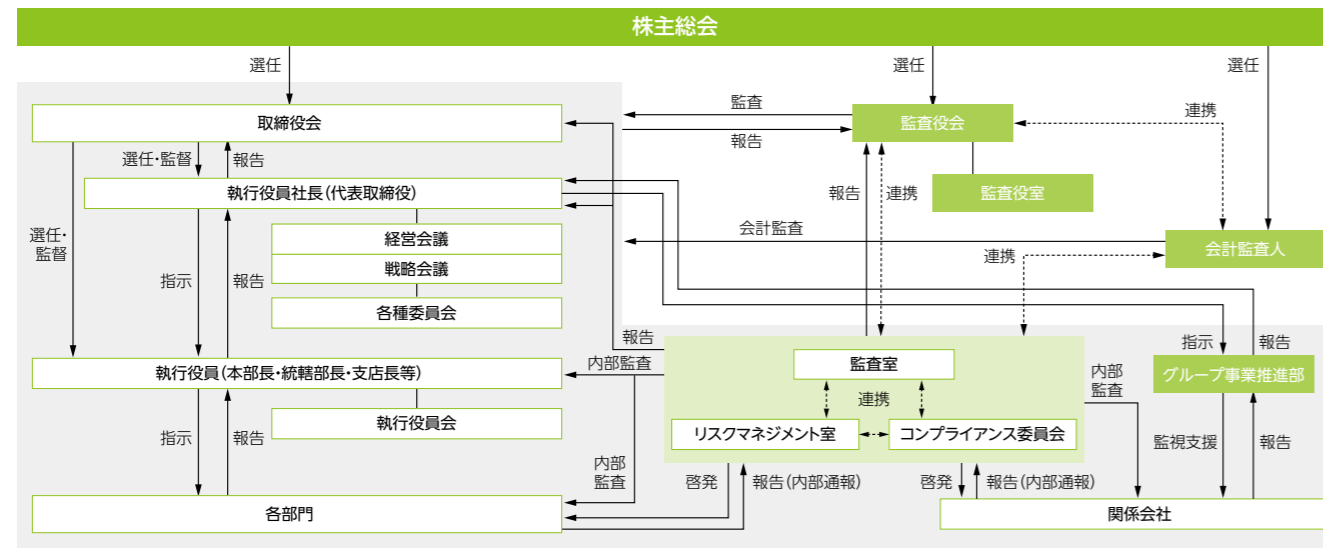 株主総会
選任
選任
選任
取締役会
監査
報告
監査役会
連携
選任・監督
報告
執行役員社長(代表取締役)
報告
連携
監査役室
選任・
監督
経営会議
会計監査
会計監査人
戦略会議
連携
指示
報告
各種委員会
報告
指示
報告
執行役員(本部長・統轄部長・支店長等)
内部監査
監査室
内部
監査
グループ事業推進部
連携
執行役員会
リスクマネジメント室
コンプライアンス委員会
指示
報告
監視支援
報告
内部
監査
啓発
報告(内部通報)
啓発
報告(内部通報)
各部門
関係会社